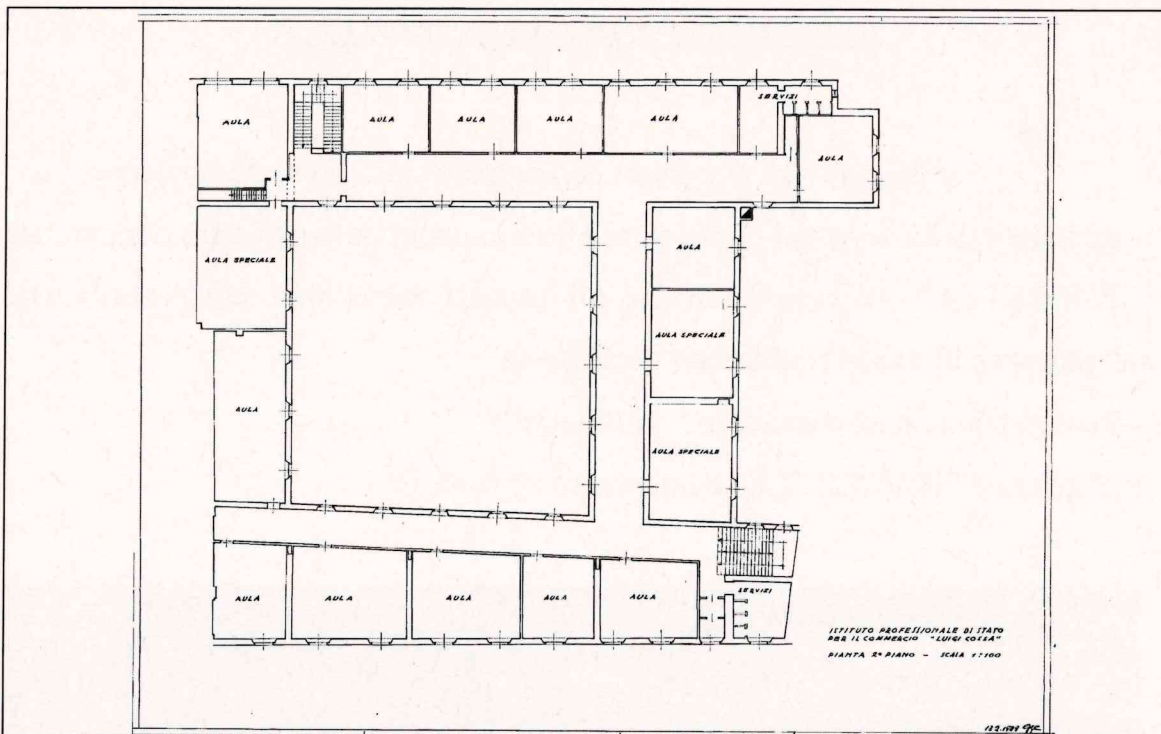 SERVIZI
AULA
AULA
AULA
AULA
AULA
AULA
AULA
AULA SPECIALE
AULA SPECIALE
AULA
AULA SPECIALE
AULA
AULA
AULA
AULA
AULA
SERVIZI
ISTITUTO PROFESSIONALE DI STATO
PER IL COMMERCIO "LUIGI COSSA"
PIANTA 2° PIANO - SCALA 1:100